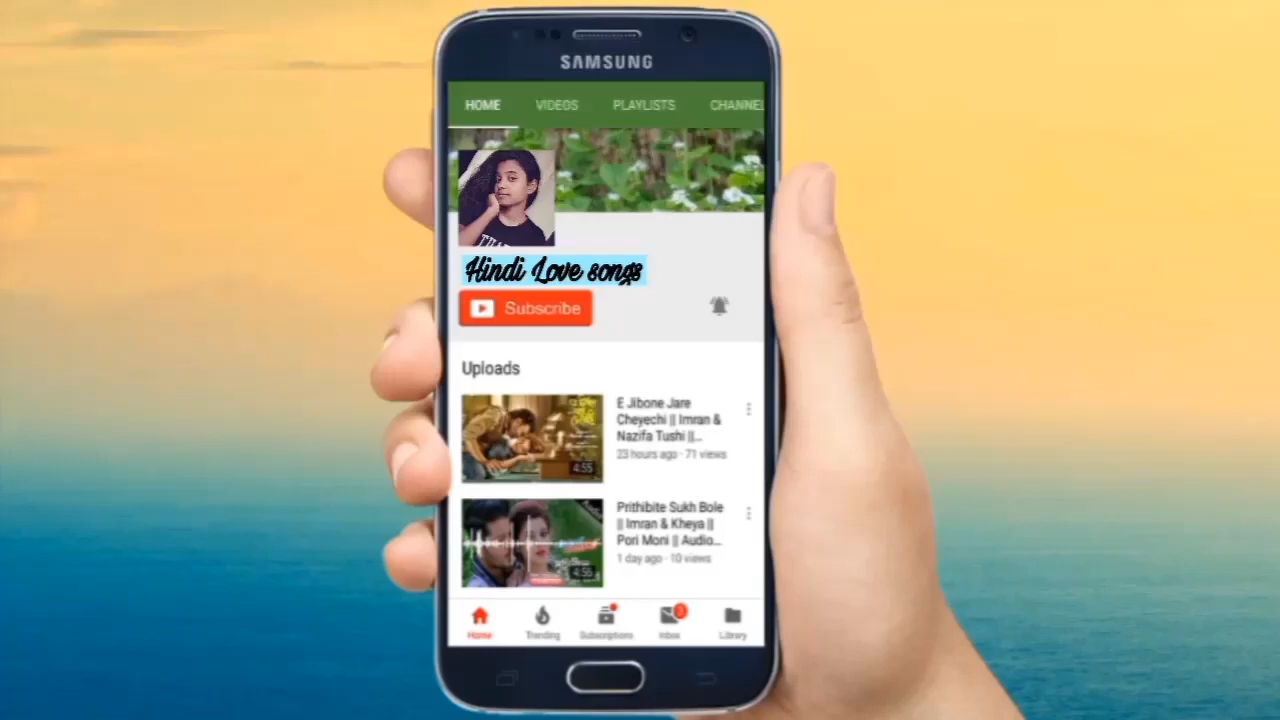 SAMSUNG
HOME VIDEOS PLAYLISTS CHANNEL
Hindi Love songs
Subscribe
Uploads
E Jibone Jare
Cheyechi || Imran &
Nazifa Tushi ||...
23 hours ago · 71 views
4:55
Prithibite Sukh Bole
|| Imran & Kheya ||
Pori Moni || Audio...
1 day ago · 10 views
4:55
3
Home Trending Subscriptions Inbox Library